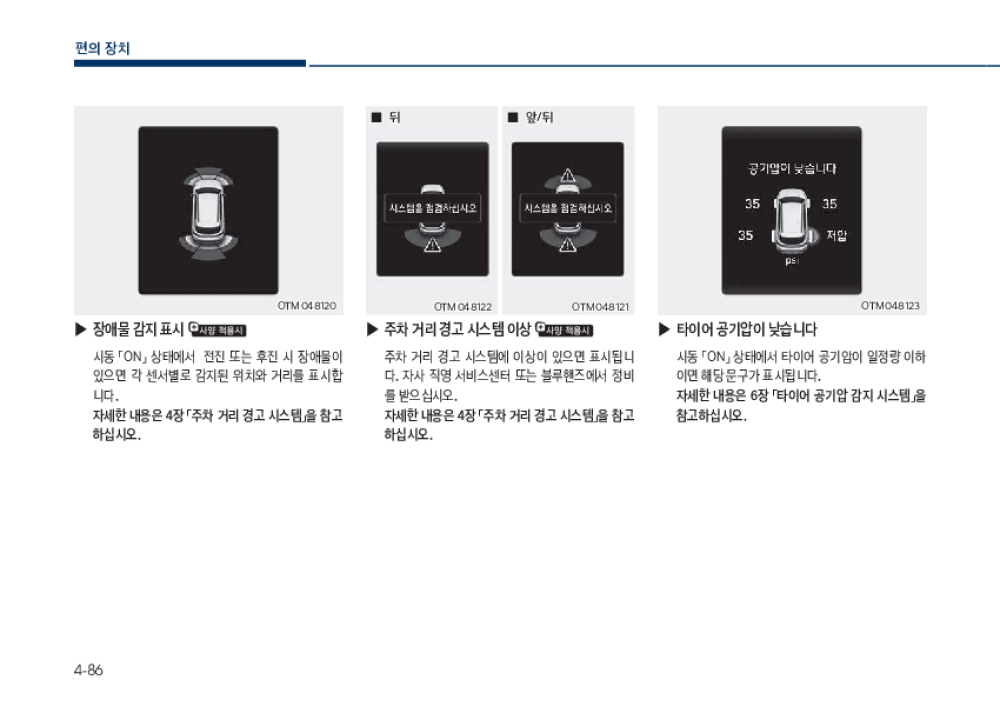 편의 장치
OTM048120
▶ 장애물 감지 표시 사양 적용시
시동 「ON」 상태에서 전진 또는 후진 시 장애물이
있으면 각 센서별로 감지된 위치와 거리를 표시합
니다.
자세한 내용은 4장 「주차 거리 경고 시스템」을 참고
하십시오.
■ 뒤
■ 앞/뒤
시스템을 점검하십시오
시스템을 점검하십시오
OTM048122
OTM048121
▶ 주차 거리 경고 시스템 이상 사양 적용시
주차 거리 경고 시스템에 이상이 있으면 표시됩니
다. 자사 직영 서비스센터 또는 블루핸즈에서 정비
를 받으십시오.
자세한 내용은 4장 「주차 거리 경고 시스템」을 참고
하십시오.
공기압이 낮습니다
35 35
35 저압
psi
OTM048123
▶ 타이어 공기압이 낮습니다
시동 「ON」 상태에서 타이어 공기압이 일정량 이하
이면 해당 문구가 표시됩니다.
자세한 내용은 6장 「타이어 공기압 감지 시스템」을
참고하십시오.
4-86